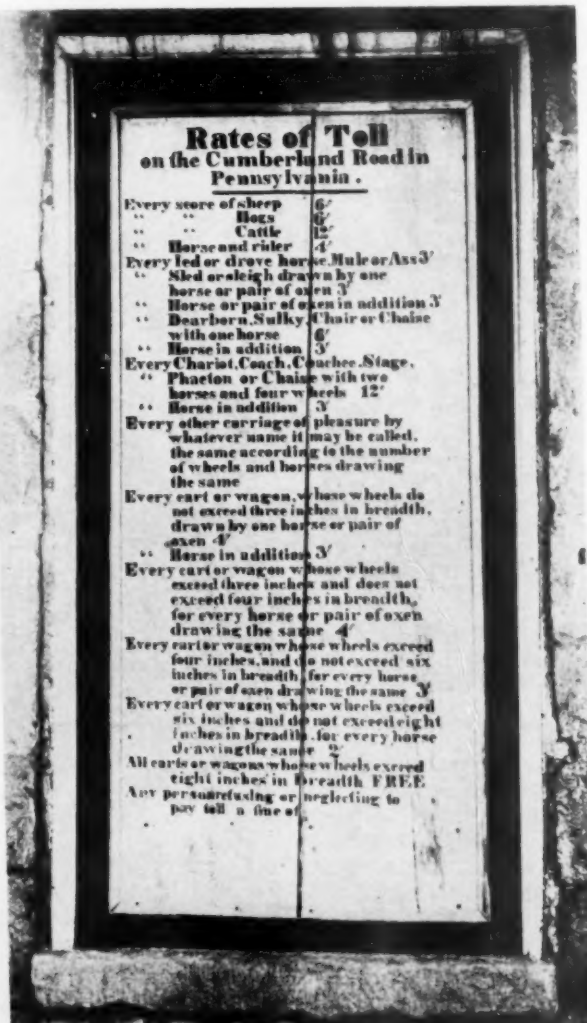 Rates of Toll
on the Cumberland Road in
Pennsylvania.
Every score of sheep 6'
" " Hogs 6'
" " Cattle 12'
" Horse and rider 4'
Every led or drove horse, Mule or Ass 3'
" Sled or sleigh drawn by one
horse or pair of oxen 3'
" Horse or pair of oxen in addition 3'
" Dearborn, Sulky, Chair or Chaise
with one horse 6'
" Horse in addition 3'
Every Chariot, Coach, Coachee, Stage,
" Phaeton or Chaise with two
horses and four wheels 12'
" Horse in addition 3'
Every other carriage of pleasure by
whatever name it may be called,
the same according to the number
of wheels and horses drawing
the same
Every cart or wagon, whose wheels do
not exceed three inches in breadth,
drawn by one horse or pair of
oxen 4'
" Horse in addition 3'
Every cart or wagon whose wheels
exceed three inches and does not
exceed four inches in breadth,
for every horse or pair of oxen
drawing the same 4'
Every cart or wagon whose wheels exceed
four inches, and do not exceed six
inches in breadth, for every horse
or pair of oxen drawing the same 3'
Every cart or wagon, whose wheels exceed
six inches and do not exceed eight
inches in breadth, for every horse
drawing the same 2'
All carts or wagons whose wheels exceed
eight inches in breadth FREE
Any person refusing or neglecting to
pay toll a fine of